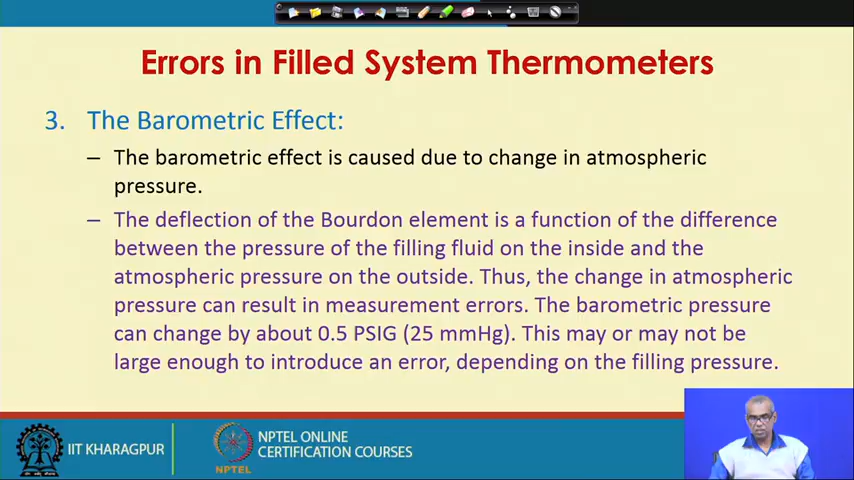 Errors in Filled System Thermometers
3. The Barometric Effect:
– The barometric effect is caused due to change in atmospheric
pressure.
– The deflection of the Bourdon element is a function of the difference
between the pressure of the filling fluid on the inside and the
atmospheric pressure on the outside. Thus, the change in atmospheric
pressure can result in measurement errors. The barometric pressure
can change by about 0.5 PSIG (25 mmHg). This may or may not be
large enough to introduce an error, depending on the filling pressure.
IIT KHARAGPUR
NPTEL
NPTEL ONLINE
CERTIFICATION COURSES